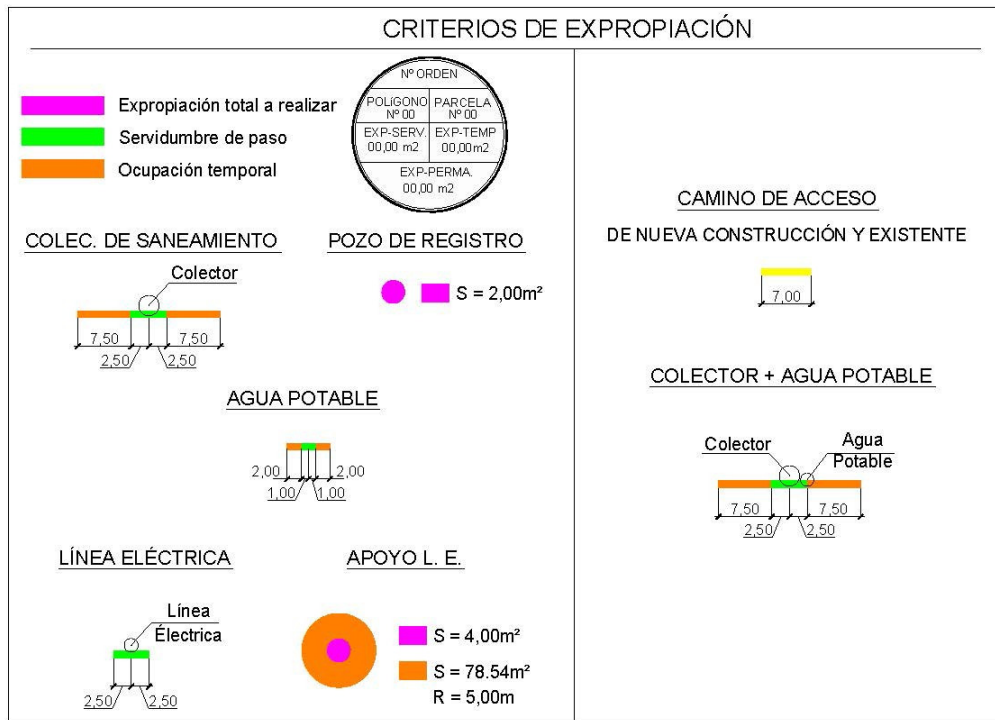 CRITERIOS DE EXPROPIACIÓN
Expropiación total a realizar
Servidumbre de paso
Ocupación temporal
Nº ORDEN
POLÍGONO PARCELA
Nº 00 Nº 00
EXP-SERV. EXP-TEMP
00,00 m2 00,00m2
EXP-PERMA.
00,00 m2
COLEC. DE SANEAMIENTO
Colector
7,50 7,50
2,50 2,50
POZO DE REGISTRO
S = 2,00m²
AGUA POTABLE
2,00 2,00
1,00 1,00
LÍNEA ELÉCTRICA
Línea
Électrica
2,50 2,50
APOYO L. E.
S = 4,00m²
S = 78.54m²
R = 5,00m
CAMINO DE ACCESO
DE NUEVA CONSTRUCCIÓN Y EXISTENTE
7,00
COLECTOR + AGUA POTABLE
Colector
Agua
Potable
7,50 7,50
2,50 2,50